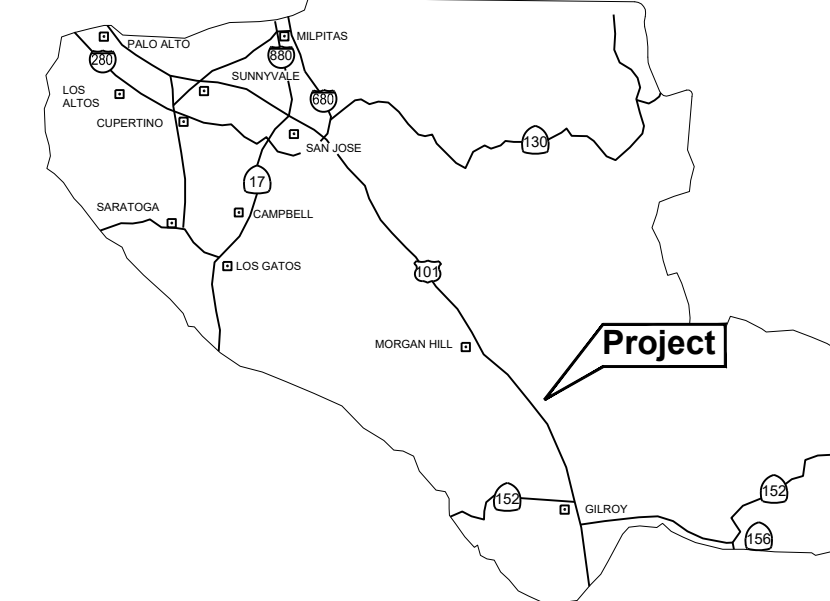 PALO ALTO
MILPITAS
280
880
SUNNYVALE
LOS
ALTOS
680
CUPERTINO
SAN JOSE
130
17
SARATOGA
CAMPBELL
LOS GATOS
101
MORGAN HILL
Project
152
GILROY
152
156